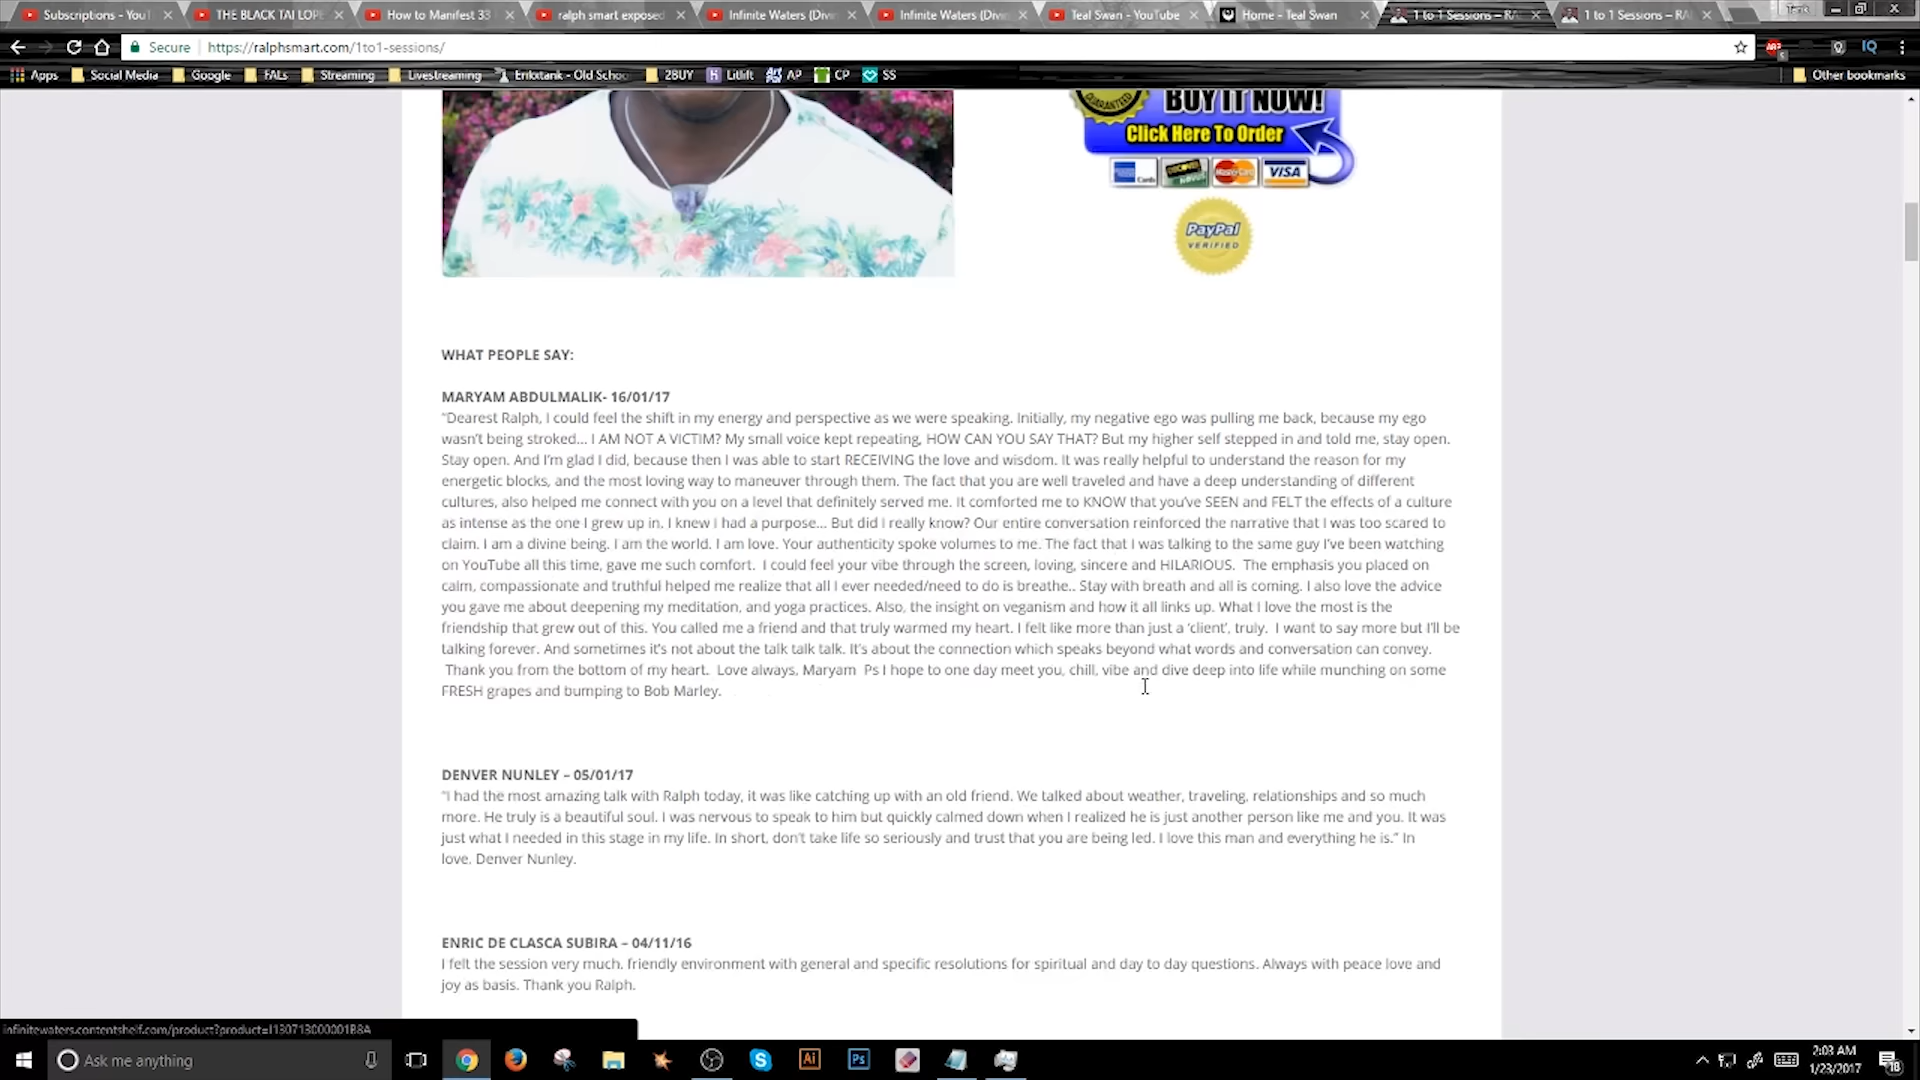 Subscriptions - YouT
THE BLACK TAI LOPE
How to Manifest 33
ralph smart exposed
Infinite Waters (Divin
Infinite Waters (Divin
Teal Swan - YouTube
Home - Teal Swan
1 to 1 Sessions – RA
1 to 1 Sessions – RA
Secure
https://ralphsmart.com/1to1-sessions/
Apps
Social Media
Google
FALs
Streaming
Livestreaming
2BUY
Litlift
AP
CP
SS
Other bookmarks
GUARANTEED
BUY IT NOW!
Click Here To Order
VISA
PayPal
VERIFIED
WHAT PEOPLE SAY:
MARYAM ABDULMALIK- 16/01/17
“Dearest Ralph, I could feel the shift in my energy and perspective as we were speaking. Initially, my negative ego was pulling me back, because my ego
wasn’t being stroked… I AM NOT A VICTIM? My small voice kept repeating, HOW CAN YOU SAY THAT? But my higher self stepped in and told me, stay open.
Stay open. And I’m glad I did, because then I was able to start RECEIVING the love and wisdom. It was really helpful to understand the reason for my
energetic blocks, and the most loving way to maneuver through them. The fact that you are well traveled and have a deep understanding of different
cultures, also helped me connect with you on a level that definitely served me. It comforted me to KNOW that you’ve SEEN and FELT the effects of a culture
as intense as the one I grew up in. I knew I had a purpose… But did I really know? Our entire conversation reinforced the narrative that I was too scared to
claim. I am a divine being. I am the world. I am love. Your authenticity spoke volumes to me. The fact that I was talking to the same guy I’ve been watching
on YouTube all this time, gave me such comfort.  I could feel your vibe through the screen, loving, sincere and HILARIOUS.  The emphasis you placed on
calm, compassionate and truthful helped me realize that all I ever needed/need to do is breathe.. Stay with breath and all is coming. I also love the advice
you gave me about deepening my meditation, and yoga practices. Also, the insight on veganism and how it all links up. What I love the most is the
friendship that grew out of this. You called me a friend and that truly warmed my heart. I felt like more than just a ‘client’, truly.  I want to say more but I’ll be
talking forever. And sometimes it’s not about the talk talk talk. It’s about the connection which speaks beyond what words and conversation can convey.
Thank you from the bottom of my heart.  Love always, Maryam  Ps I hope to one day meet you, chill, vibe and dive deep into life while munching on some
FRESH grapes and bumping to Bob Marley.
DENVER NUNLEY – 05/01/17
“I had the most amazing talk with Ralph today, it was like catching up with an old friend. We talked about weather, traveling, relationships and so much
more. He truly is a beautiful soul. I was nervous to speak to him but quickly calmed down when I realized he is just another person like me and you. It was
just what I needed in this stage in my life. In short, don’t take life so seriously and trust that you are being led. I love this man and everything he is.” In
love, Denver Nunley.
ENRIC DE CLASCA SUBIRA – 04/11/16
I felt the session very much. friendly environment with general and specific resolutions for spiritual and day to day questions. Always with peace love and
joy as basis. Thank you Ralph.
Ask me anything
2:03 AM
1/23/2017